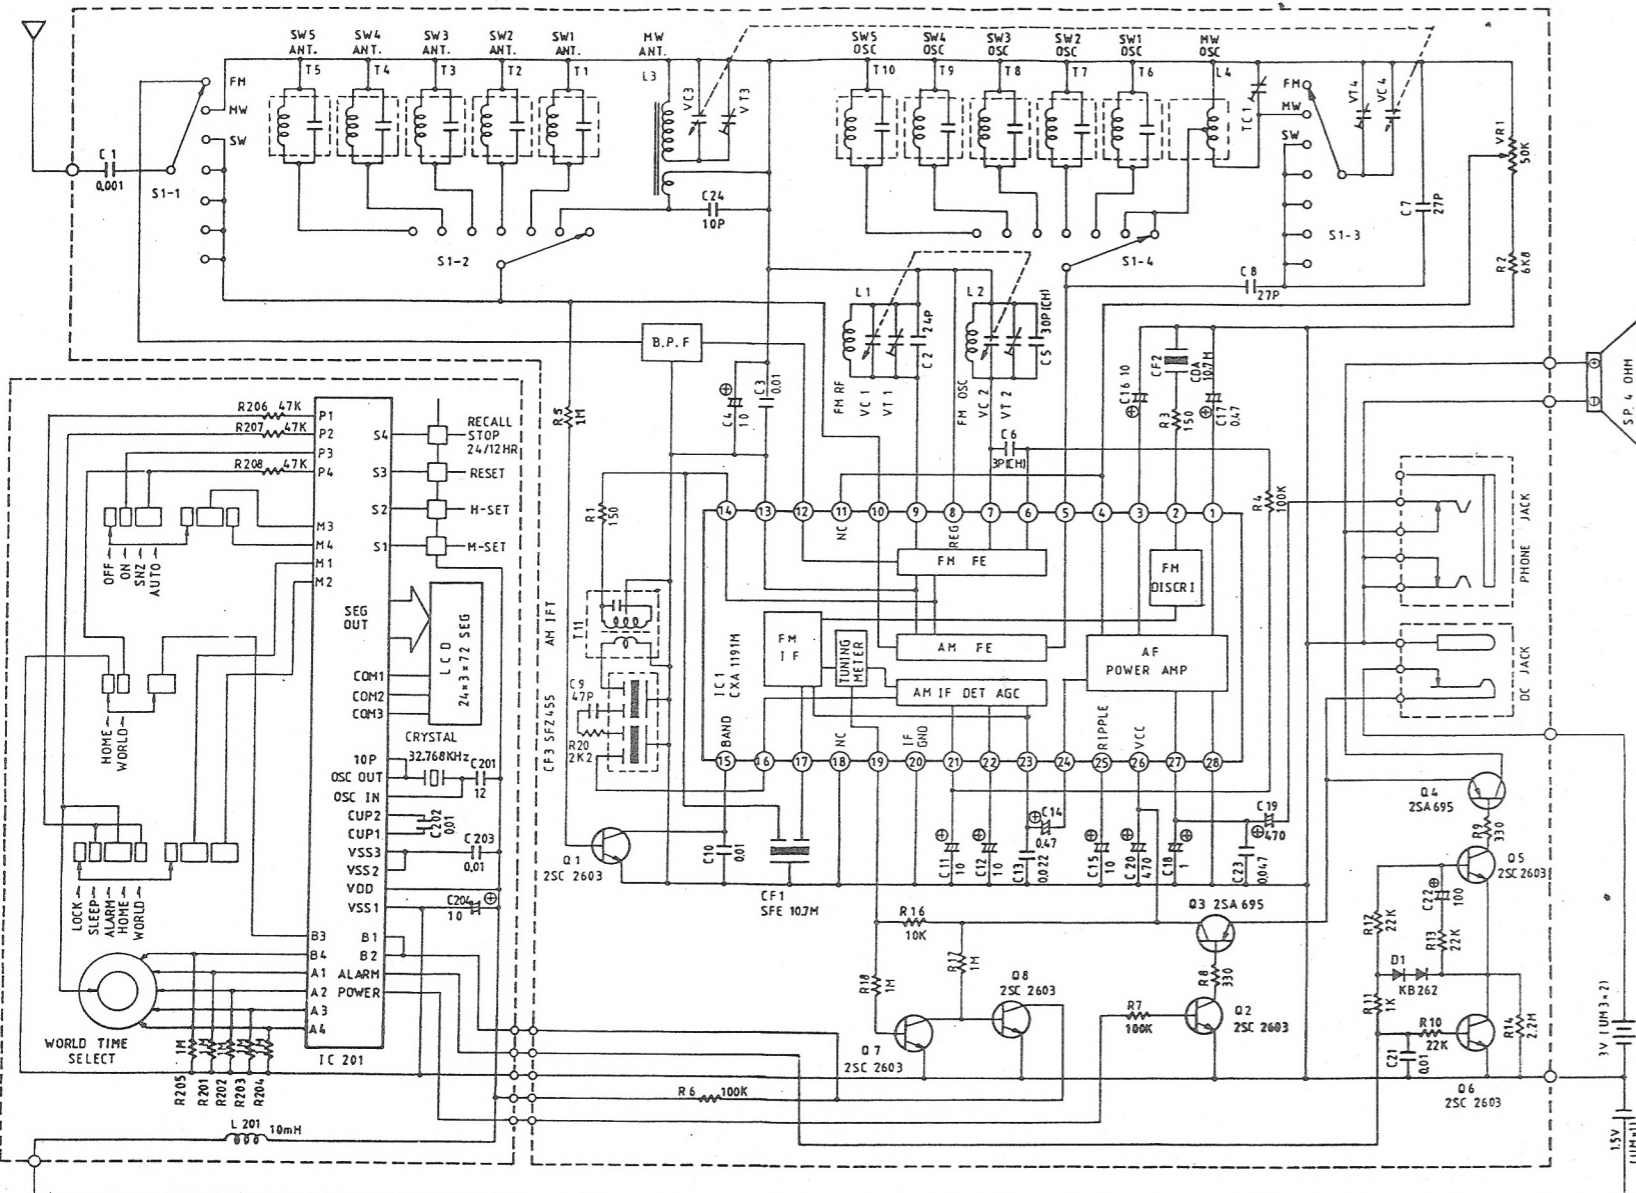 SW5 ANT.
SW4 ANT.
SW3 ANT.
SW2 ANT.
SW1 ANT.
MW ANT.
SW5 OSC
SW4 OSC
SW3 OSC
SW2 OSC
SW1 OSC
MW OSC
T5
T4
T3
T2
T1
L3
VC3
VT3
T10
T9
T8
T7
T6
L4
TC1
FM
MW
SW
VT4
VC4
VR1
50K
FM
MW
SW
C1
0.001
S1-1
C24
10P
S1-2
S1-4
S1-3
C7
27P
R2
6K8
C8
27P
L1
24P
C2
FM RF
VC 1
VT 1
L2
30P(CH)
C5
FM OSC
VC 2
VT 2
B.P.F
C4
10
C3
0.01
R5
1M
C6
3P(CH)
C16 10
CF2
CDA
10.7M
R3
150
C17
0.47
R4
100K
S.P. 4 OHM
PHONE JACK
DC JACK
R206 47K
R207 47K
R208 47K
P1
P2
P3
P4
S4
S3
S2
S1
RECALL
STOP
24/12HR
RESET
H-SET
M-SET
M3
M4
M1
M2
OFF
ON
SNZ
AUTO
SEG
OUT
LCD
24×3=72 SEG
COM1
COM2
COM3
HOME
WORLD
CRYSTAL
32.768KHz
10P
OSC OUT
OSC IN
C201
12
CUP2
CUP1
C202
0.01
VSS3
VSS2
C203
0.01
VDD
VSS1
C204
10
LOCK
SLEEP
ALARM
HOME
WORLD
B3
B4
A1
A2
A3
A4
B1
B2
ALARM
POWER
WORLD TIME
SELECT
IC 201
R205 1M
R201 1M
R202 1M
R203 1M
R204 1M
L 201 10mH
R1
150
AM IFT
T11
CF3 SFZ455
C9
47P
R20
2K2
14
13
12
11
10
9
8
7
6
5
4
3
2
1
NC
REG
FM FE
FM
DISCRI
FM
IF
TUNING
METER
AM FE
AM IF DET AGC
AF
POWER AMP
IC1
CXA 1191M
BAND
NC
IF
GND
RIPPLE
VCC
15
16
17
18
19
20
21
22
23
24
25
26
27
28
Q1
2SC 2603
C10
0.01
CF1
SFE 10.7M
C11
10
C12
10
C13
0.022
C14
0.47
C15
10
C20
470
C18
1
C23
0.047
C19
470
Q4
2SA695
R9
330
Q5
2SC 2603
C22
100
R12
22K
R13
22K
D1
KB262
R11
1K
R10
22K
C21
0.01
R14
2.2M
Q6
2SC 2603
R16
10K
Q3 2SA 695
R17
1M
R18
1M
Q8
2SC 2603
Q7
2SC 2603
R8
330
R7
100K
Q2
2SC 2603
R6 100K
3V (UM3×2)
1.5V